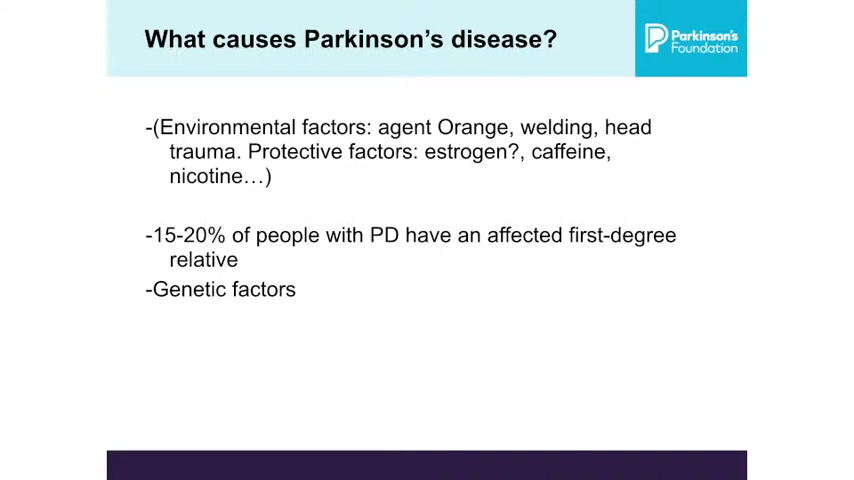 What causes Parkinson's disease?
Parkinson's
Foundation
-(Environmental factors: agent Orange, welding, head
trauma. Protective factors: estrogen?, caffeine,
nicotine…)
-15-20% of people with PD have an affected first-degree
relative
-Genetic factors